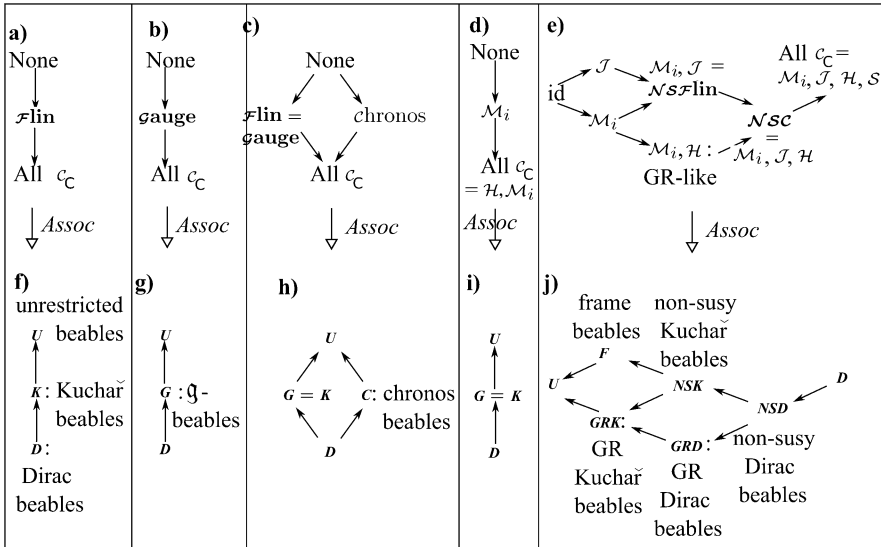 a)
None
𝓕lin
All 𝒸_C
Assoc
b)
None
𝓖auge
All 𝒸_C
Assoc
c)
None
𝓕lin =
𝓖auge
𝒸hronos
All 𝒸_C
Assoc
d)
None
ℳ_i
All 𝒸_C
= ℋ, ℳ_i
Assoc
e)
id
𝒥
ℳ_i
ℳ_i, 𝒥 =
𝓝𝓢𝓕lin
ℳ_i, ℋ :
GR-like
𝓝𝓢𝓒
=
ℳ_i, 𝒥, ℋ
All 𝒸_C =
ℳ_i, 𝒥, ℋ, 𝒮
Assoc
f)
unrestricted
beables
U
K: Kuchař
beables
D:
Dirac
beables
g)
U
G : 𝔤 -
beables
D
h)
U
G = K
C: chronos
beables
D
i)
U
G = K
D
j)
frame
beables
F
non-susy
Kuchař
beables
U
NSK
D
NSD
GRK:
GR
Kuchař
beables
GRD:
GR
Dirac
beables
non-susy
Dirac
beables